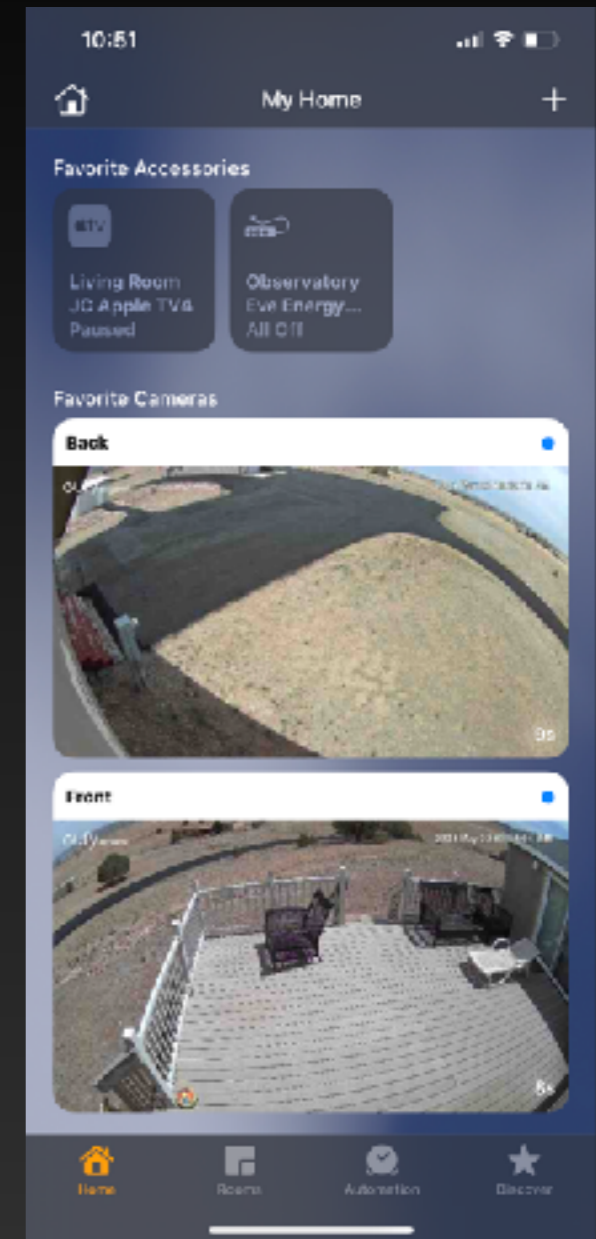 10:51
My Home
Favorite Accessories
tv
Living Room
JC Apple TV4
Paused
Observatory
Eve Energy...
All Off
Favorite Cameras
Back
9s
Front
8s
Home
Rooms
Automation
Discover